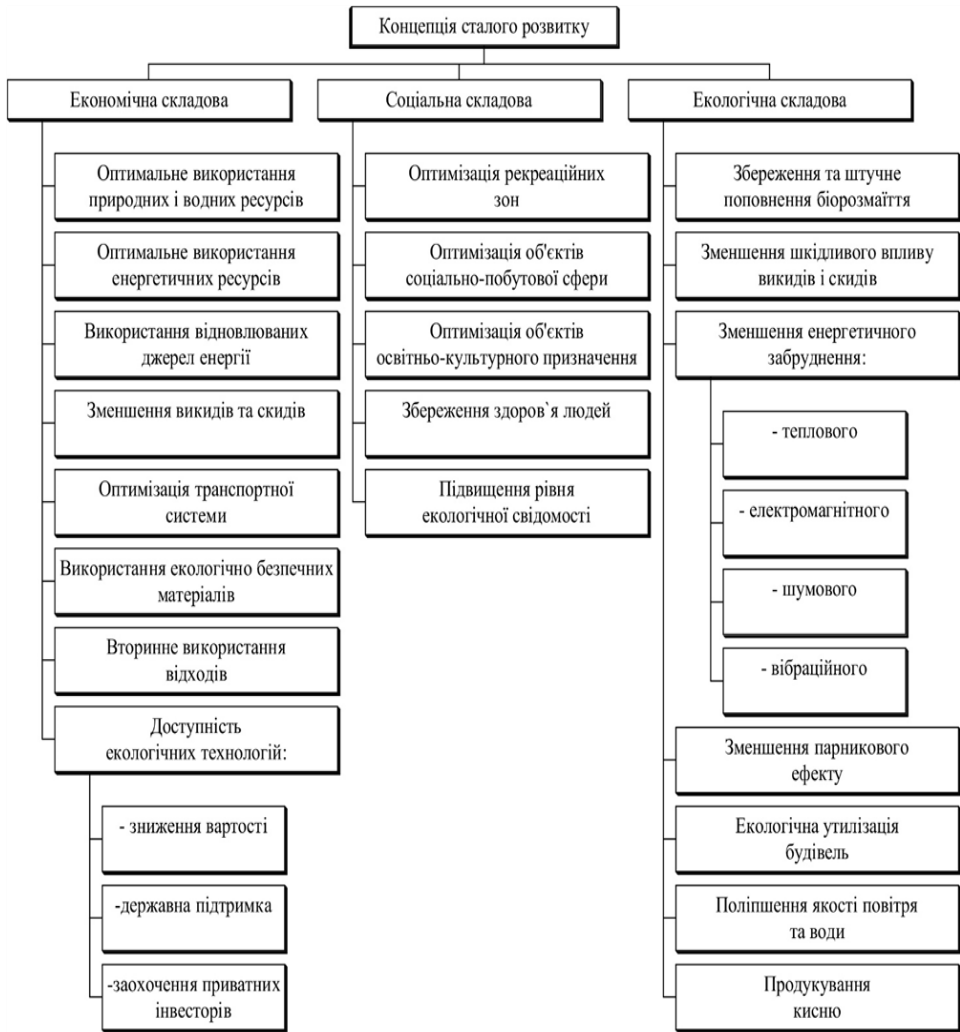 Концепція сталого розвитку
Економічна складова
Оптимальне використання
природних і водних ресурсів
Оптимальне використання
енергетичних ресурсів
Використання відновлюваних
джерел енергії
Зменшення викидів та скидів
Оптимізація транспортної
системи
Використання екологічно безпечних
матеріалів
Вторинне використання
відходів
Доступність
екологічних технологій:
- зниження вартості
-державна підтримка
-заохочення приватних
інвесторів
Соціальна складова
Оптимізація рекреаційних
зон
Оптимізація об'єктів
соціально-побутової сфери
Оптимізація об'єктів
освітньо-культурного призначення
Збереження здоров`я людей
Підвищення рівня
екологічної свідомості
Екологічна складова
Збереження та штучне
поповнення біорозмаїття
Зменшення шкідливого впливу
викидів і скидів
Зменшення енергетичного
забруднення:
- теплового
- електромагнітного
- шумового
- вібраційного
Зменшення парникового
ефекту
Екологічна утилізація
будівель
Поліпшення якості повітря
та води
Продукування
кисню